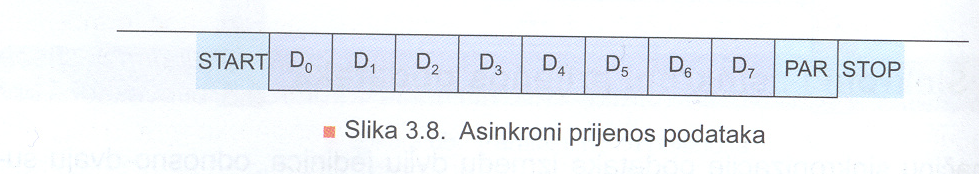 START D₀ D₁ D₂ D₃ D₄ D₅ D₆ D₇ PAR STOP
Slika 3.8. Asinkroni prijenos podataka